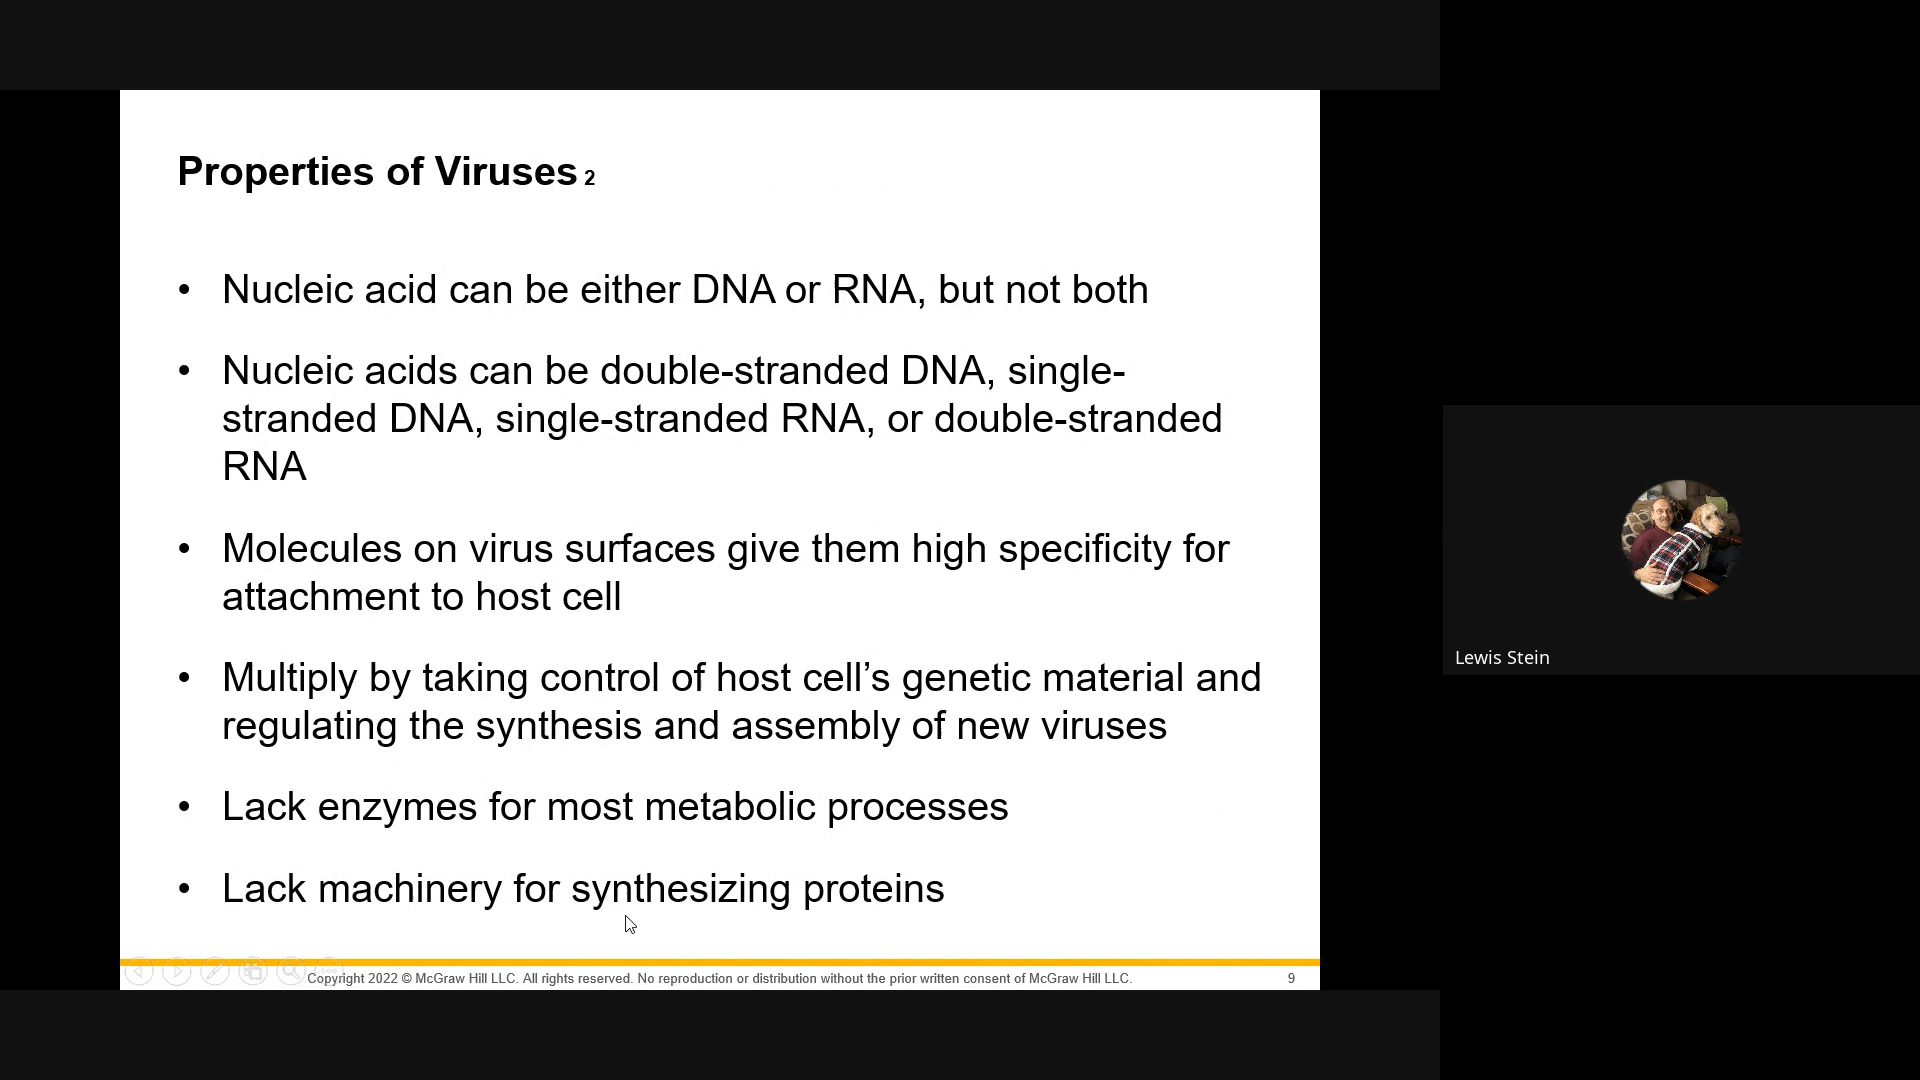 Properties of Viruses 2
• Nucleic acid can be either DNA or RNA, but not both
• Nucleic acids can be double-stranded DNA, single-
stranded DNA, single-stranded RNA, or double-stranded
RNA
• Molecules on virus surfaces give them high specificity for
attachment to host cell
• Multiply by taking control of host cell’s genetic material and
regulating the synthesis and assembly of new viruses
• Lack enzymes for most metabolic processes
• Lack machinery for synthesizing proteins
Copyright 2022 © McGraw Hill LLC. All rights reserved. No reproduction or distribution without the prior written consent of McGraw Hill LLC.
9
Lewis Stein